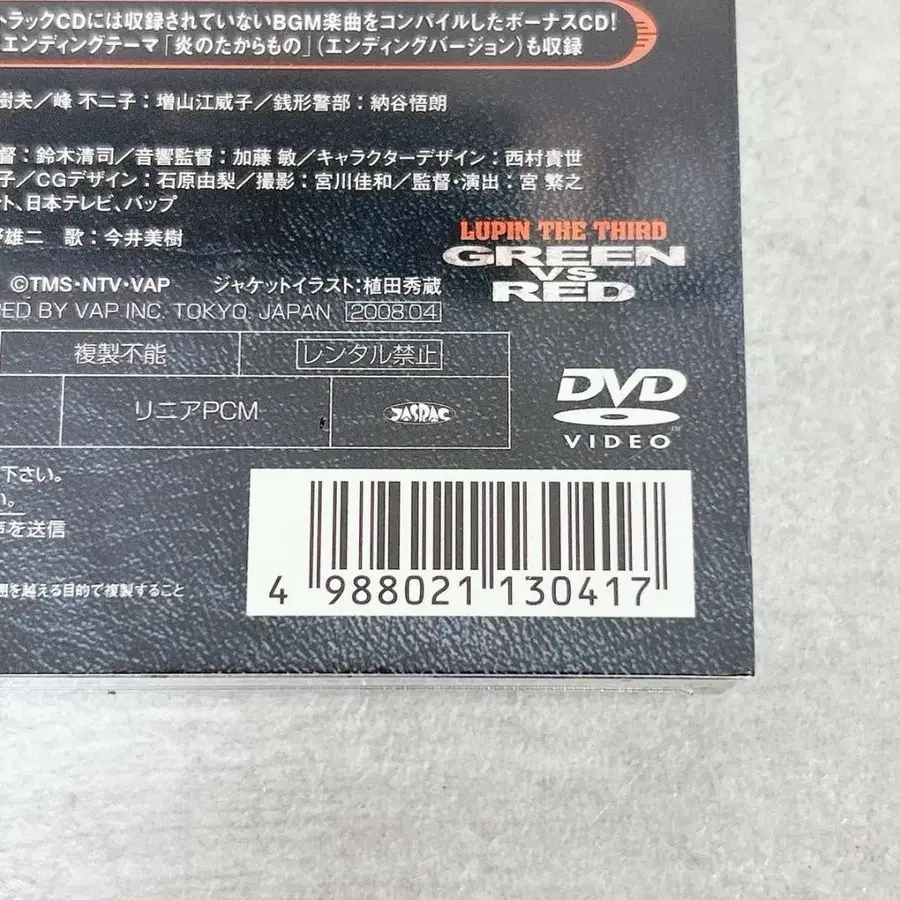 トラックCDには収録されていないBGM楽曲をコンパイルしたボーナスCD!
エンディングテーマ「炎のたからもの」(エンディングバージョン)も収録
樹夫/峰 不二子:増山江威子/銭形警部:納谷悟朗
督:鈴木清司/音響監督:加藤 敏/キャラクターデザイン:西村貴世
子/CGデザイン:石原由梨/撮影:宮川佳和/監督・演出:宮 繁之
ト、日本テレビ、バップ
野雄二 歌:今井美樹
LUPIN THE THIRD
GREEN
VS
RED
©TMS・NTV・VAP ジャケットイラスト:植田秀蔵
ED BY VAP INC. TOKYO. JAPAN 2008.04
複製不能 レンタル禁止
リニアPCM JASRAC
DVD
VIDEO
TM
下さい。
い。
声を送信
囲を越える目的で複製すること
4 988021 130417